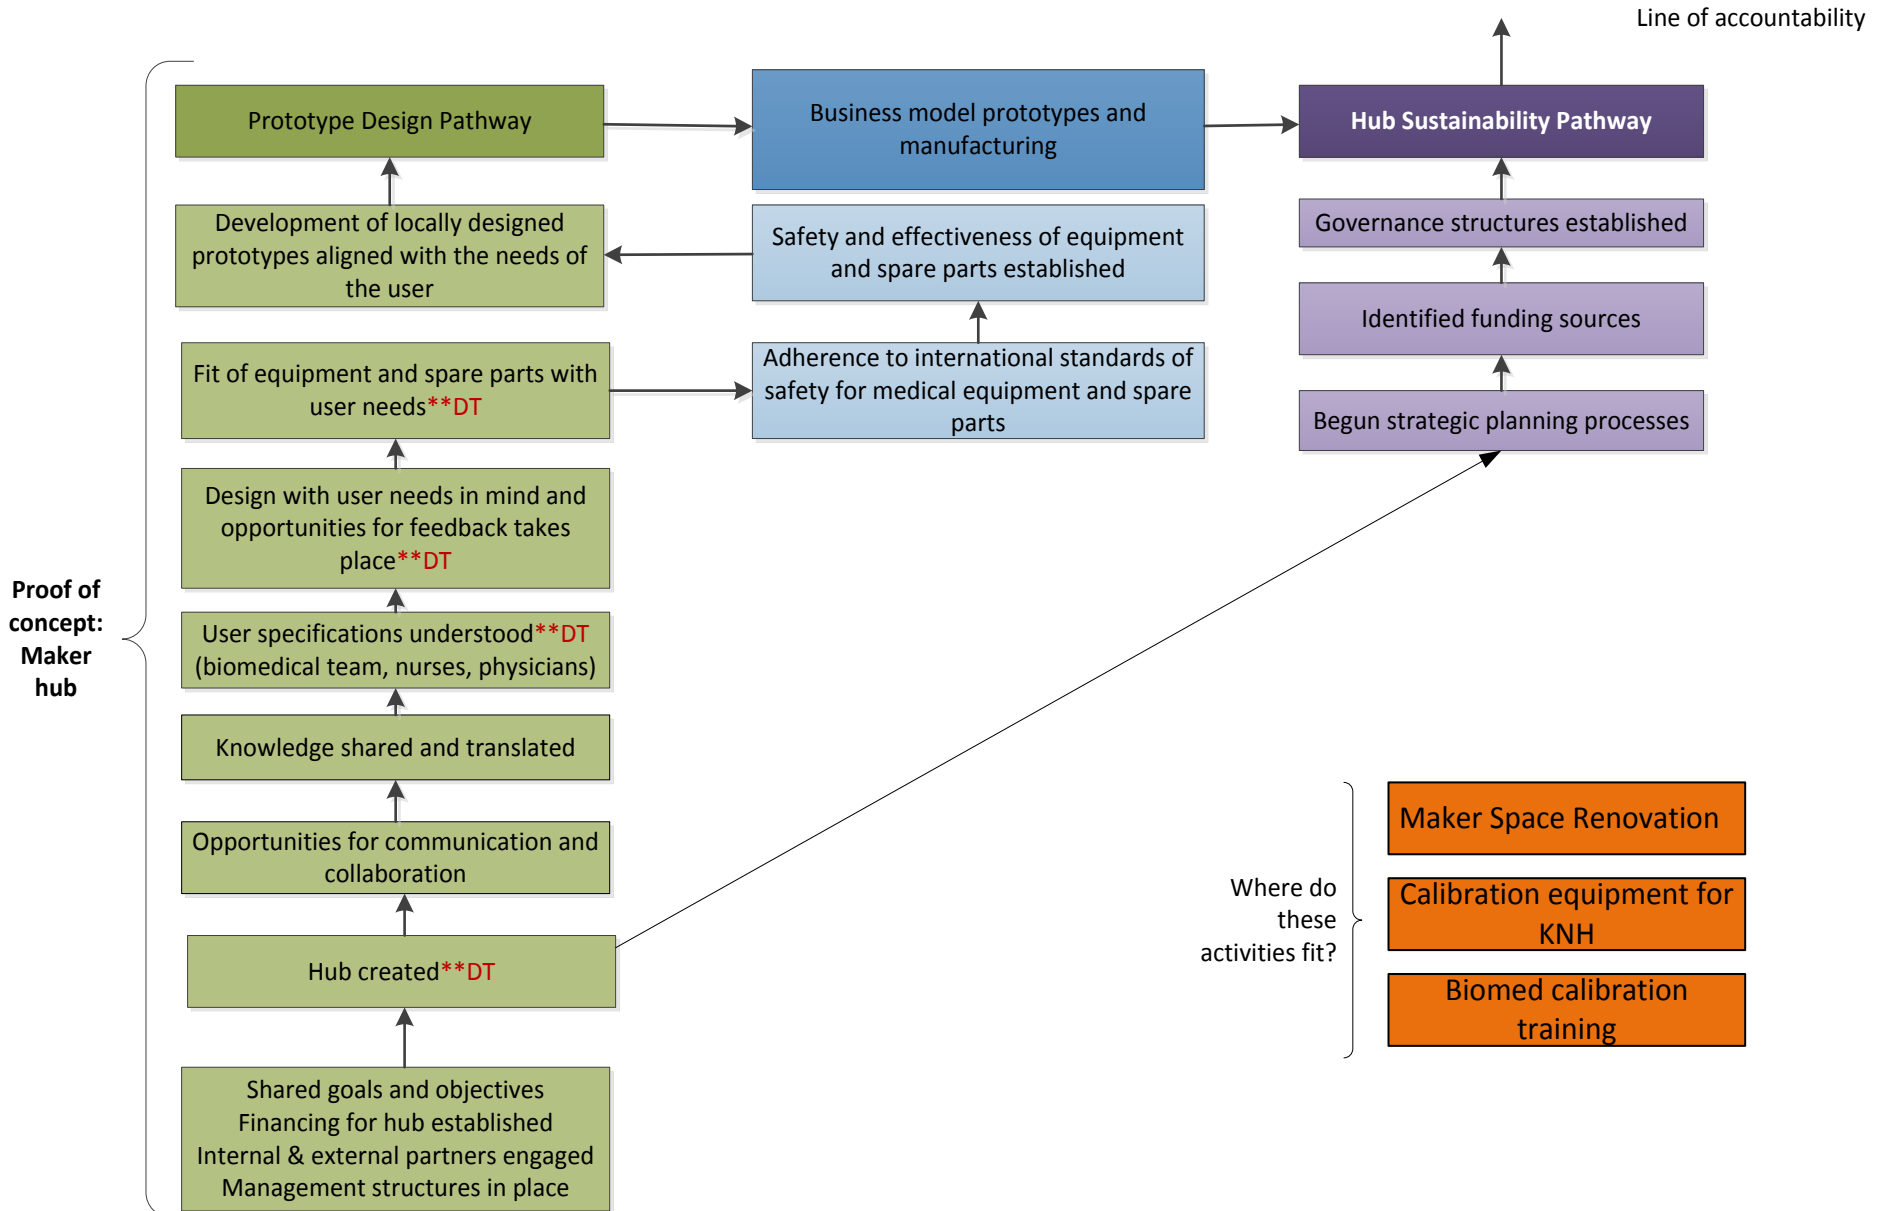 Line of accountability
Prototype Design Pathway
Business model prototypes and
manufacturing
Hub Sustainability Pathway
Development of locally designed
prototypes aligned with the needs of
the user
Safety and effectiveness of equipment
and spare parts established
Governance structures established
Identified funding sources
Fit of equipment and spare parts with
user needs**DT
Adherence to international standards of
safety for medical equipment and spare
parts
Begun strategic planning processes
Design with user needs in mind and
opportunities for feedback takes
place**DT
Proof of
concept:
Maker
hub
User specifications understood**DT
(biomedical team, nurses, physicians)
Knowledge shared and translated
Opportunities for communication and
collaboration
Hub created**DT
Shared goals and objectives
Financing for hub established
Internal & external partners engaged
Management structures in place
Where do
these
activities fit?
Maker Space Renovation
Calibration equipment for
KNH
Biomed calibration
training